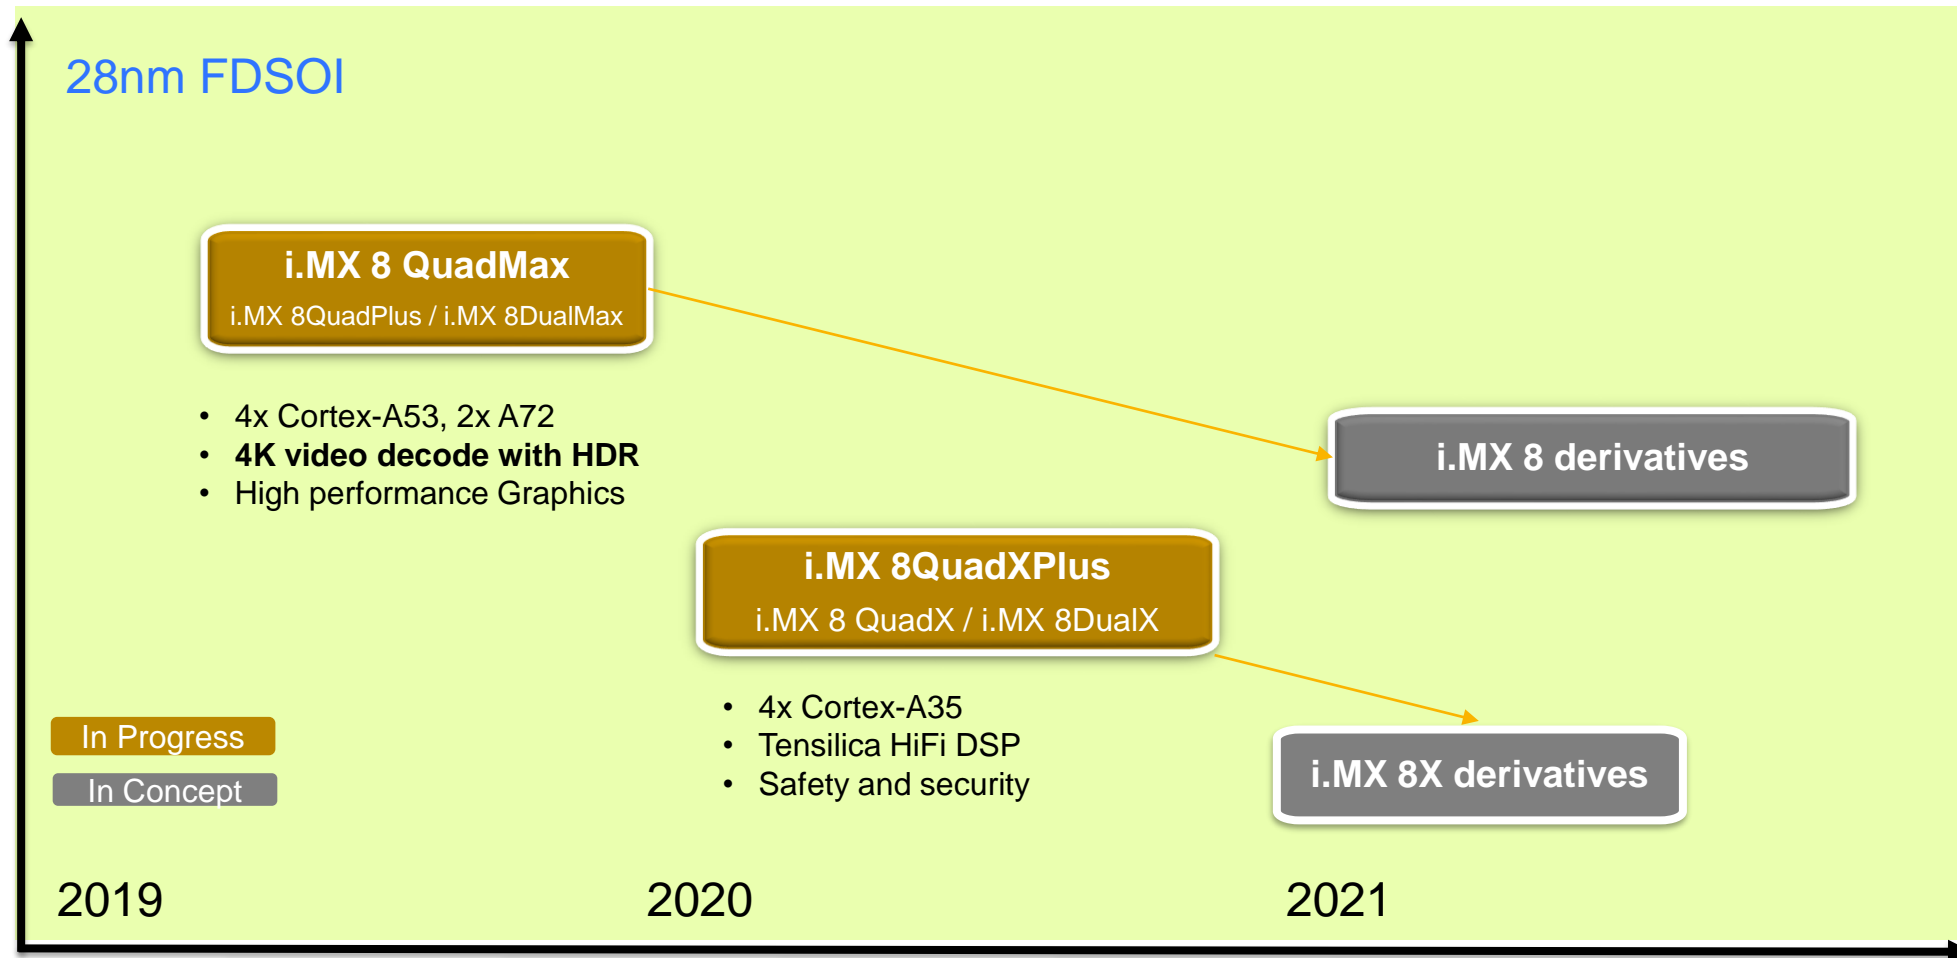 28nm FDSOI
i.MX 8 QuadMax
i.MX 8QuadPlus / i.MX 8DualMax
• 4x Cortex-A53, 2x A72
• 4K video decode with HDR
• High performance Graphics
i.MX 8 derivatives
i.MX 8QuadXPlus
i.MX 8 QuadX / i.MX 8DualX
• 4x Cortex-A35
• Tensilica HiFi DSP
• Safety and security
i.MX 8X derivatives
In Progress
In Concept
2019
2020
2021